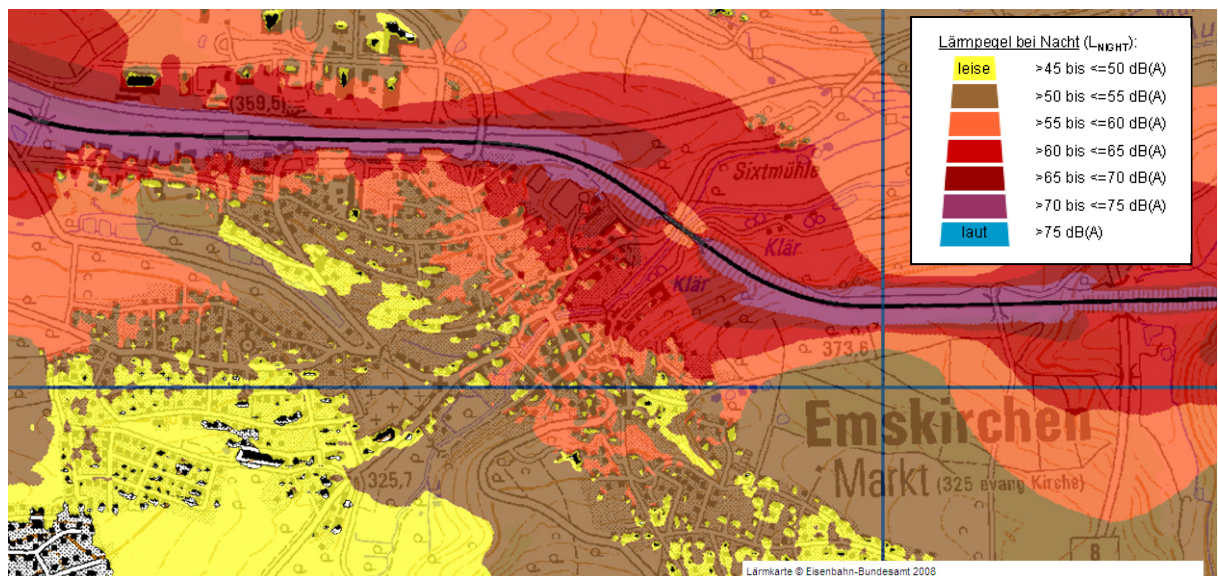 Lärmpegel bei Nacht (LNIGHT):
leise >45 bis <=50 dB(A)
>50 bis <=55 dB(A)
>55 bis <=60 dB(A)
>60 bis <=65 dB(A)
>65 bis <=70 dB(A)
>70 bis <=75 dB(A)
laut >75 dB(A)
(359,5)
Sixtmühle
Klär
Klär
373,6
Emskirchen
Markt (325 Evang Kirche)
325,7
8
Lärmkarte © Eisenbahn-Bundesamt 2008